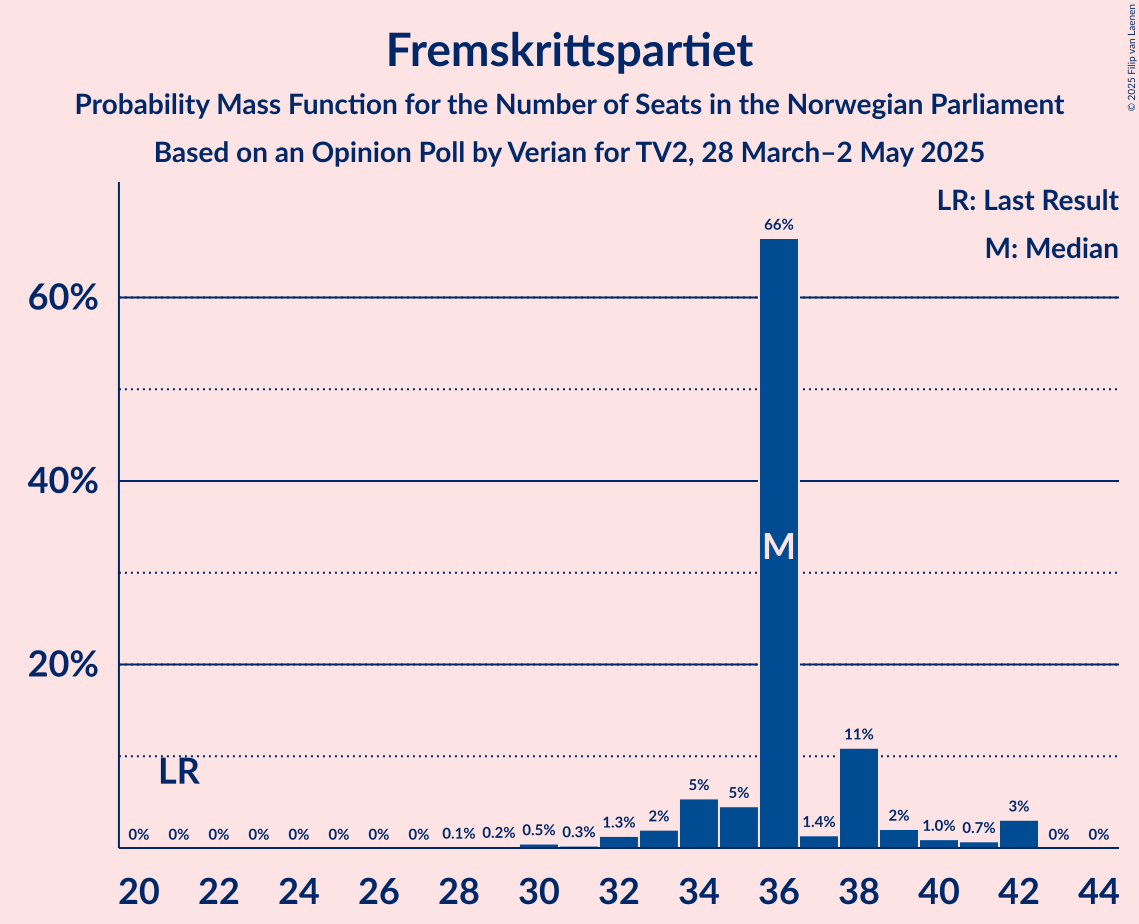 Fremskrittspartiet
Probability Mass Function for the Number of Seats in the Norwegian Parliament
Based on an Opinion Poll by Verian for TV2, 28 March–2 May 2025
© 2025 Filip van Laenen
LR: Last Result
M: Median
60%
40%
20%
0% 0% 0% 0% 0% 0% 0% 0% 0.1% 0.2% 0.5% 0.3% 1.3% 2% 5% 5% 66% 1.4% 11% 2% 1.0% 0.7% 3% 0% 0%
LR
M
20 22 24 26 28 30 32 34 36 38 40 42 44